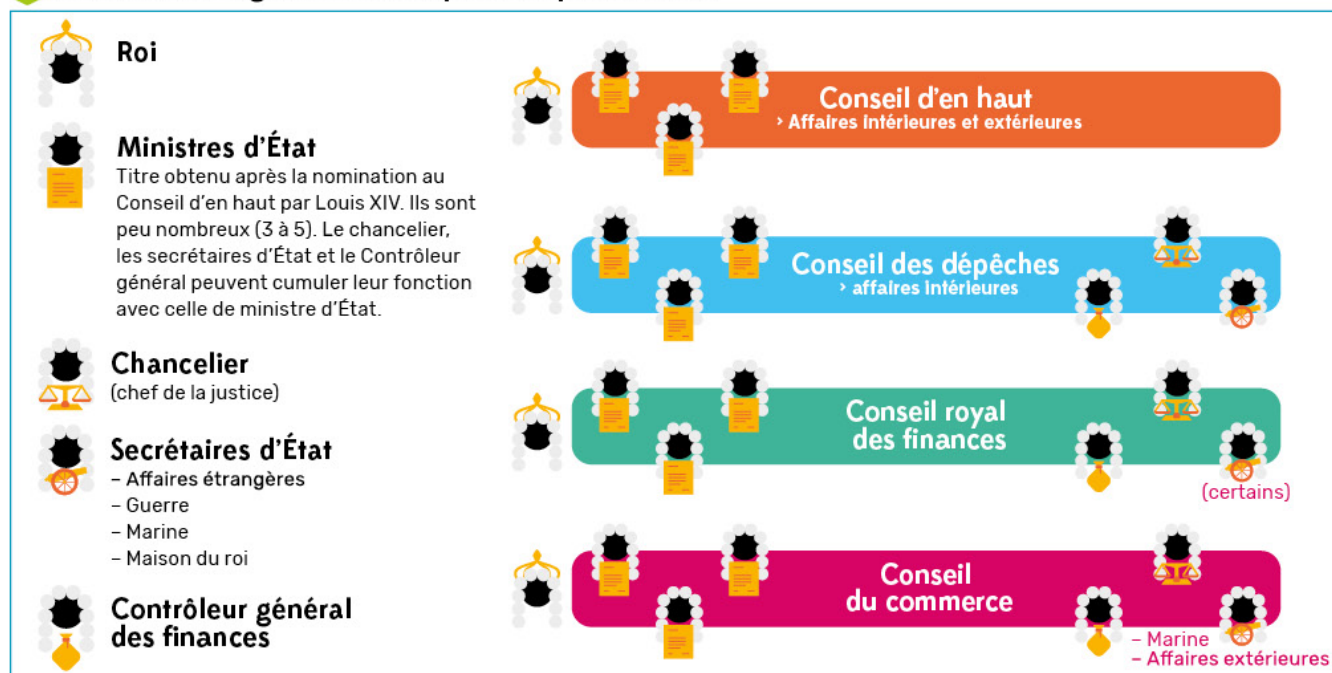 Roi
Ministres d'État
Titre obtenu après la nomination au
Conseil d'en haut par Louis XIV. Ils sont
peu nombreux (3 à 5). Le chancelier,
les secrétaires d'État et le Contrôleur
général peuvent cumuler leur fonction
avec celle de ministre d'État.
Chancelier
(chef de la justice)
Secrétaires d'État
– Affaires étrangères
– Guerre
– Marine
– Maison du roi
Contrôleur général
des finances
Conseil d'en haut
> Affaires intérieures et extérieures
Conseil des dépêches
> affaires intérieures
Conseil royal
des finances
(certains)
Conseil
du commerce
– Marine
– Affaires extérieures